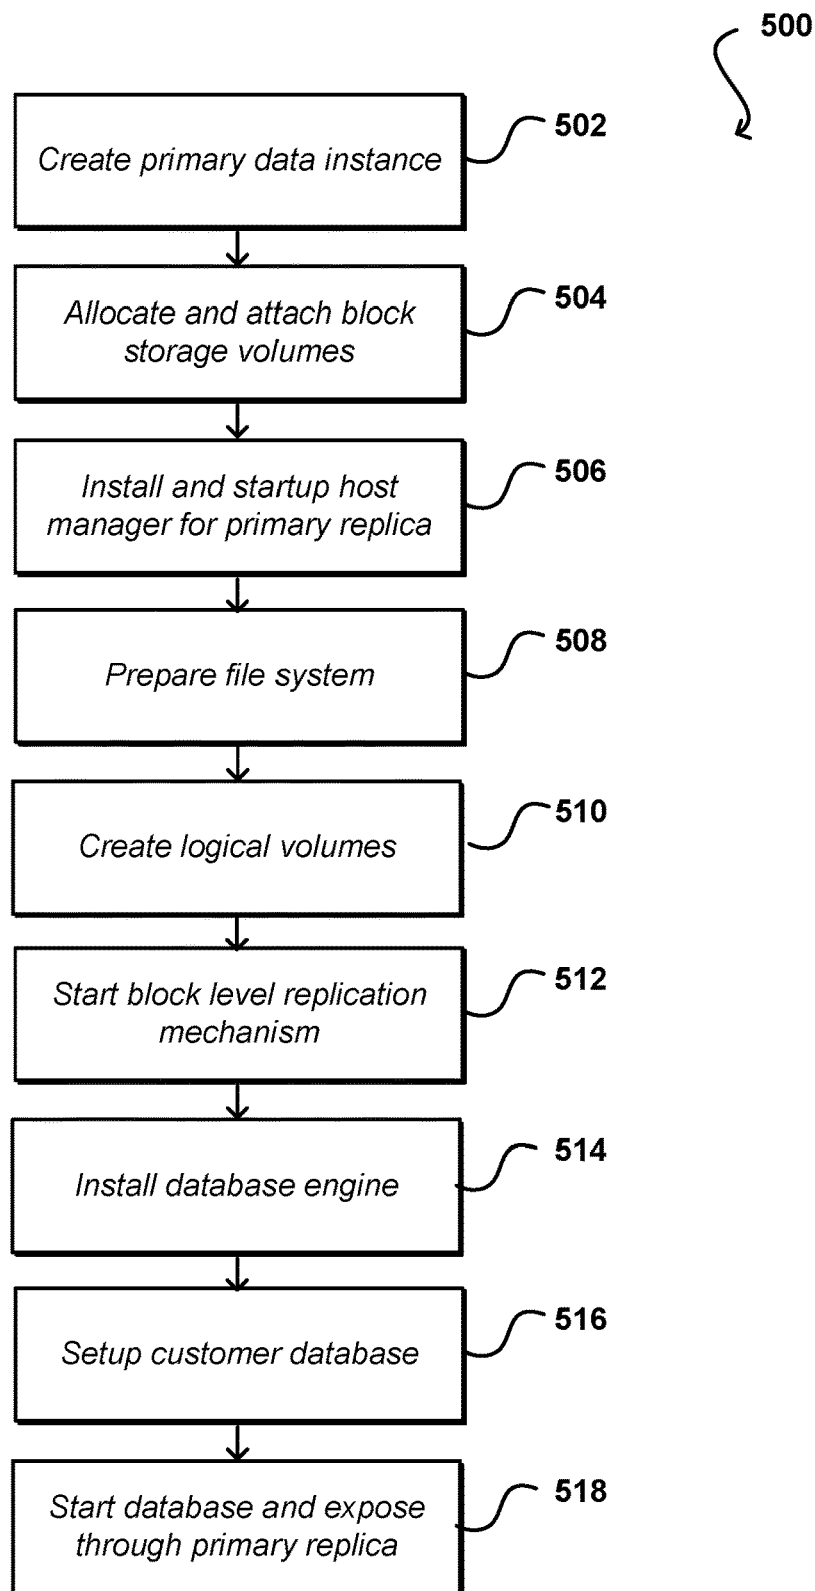 500
Create primary data instance
502
Allocate and attach block
storage volumes
504
Install and startup host
manager for primary replica
506
Prepare file system
508
Create logical volumes
510
Start block level replication
mechanism
512
Install database engine
514
Setup customer database
516
Start database and expose
through primary replica
518